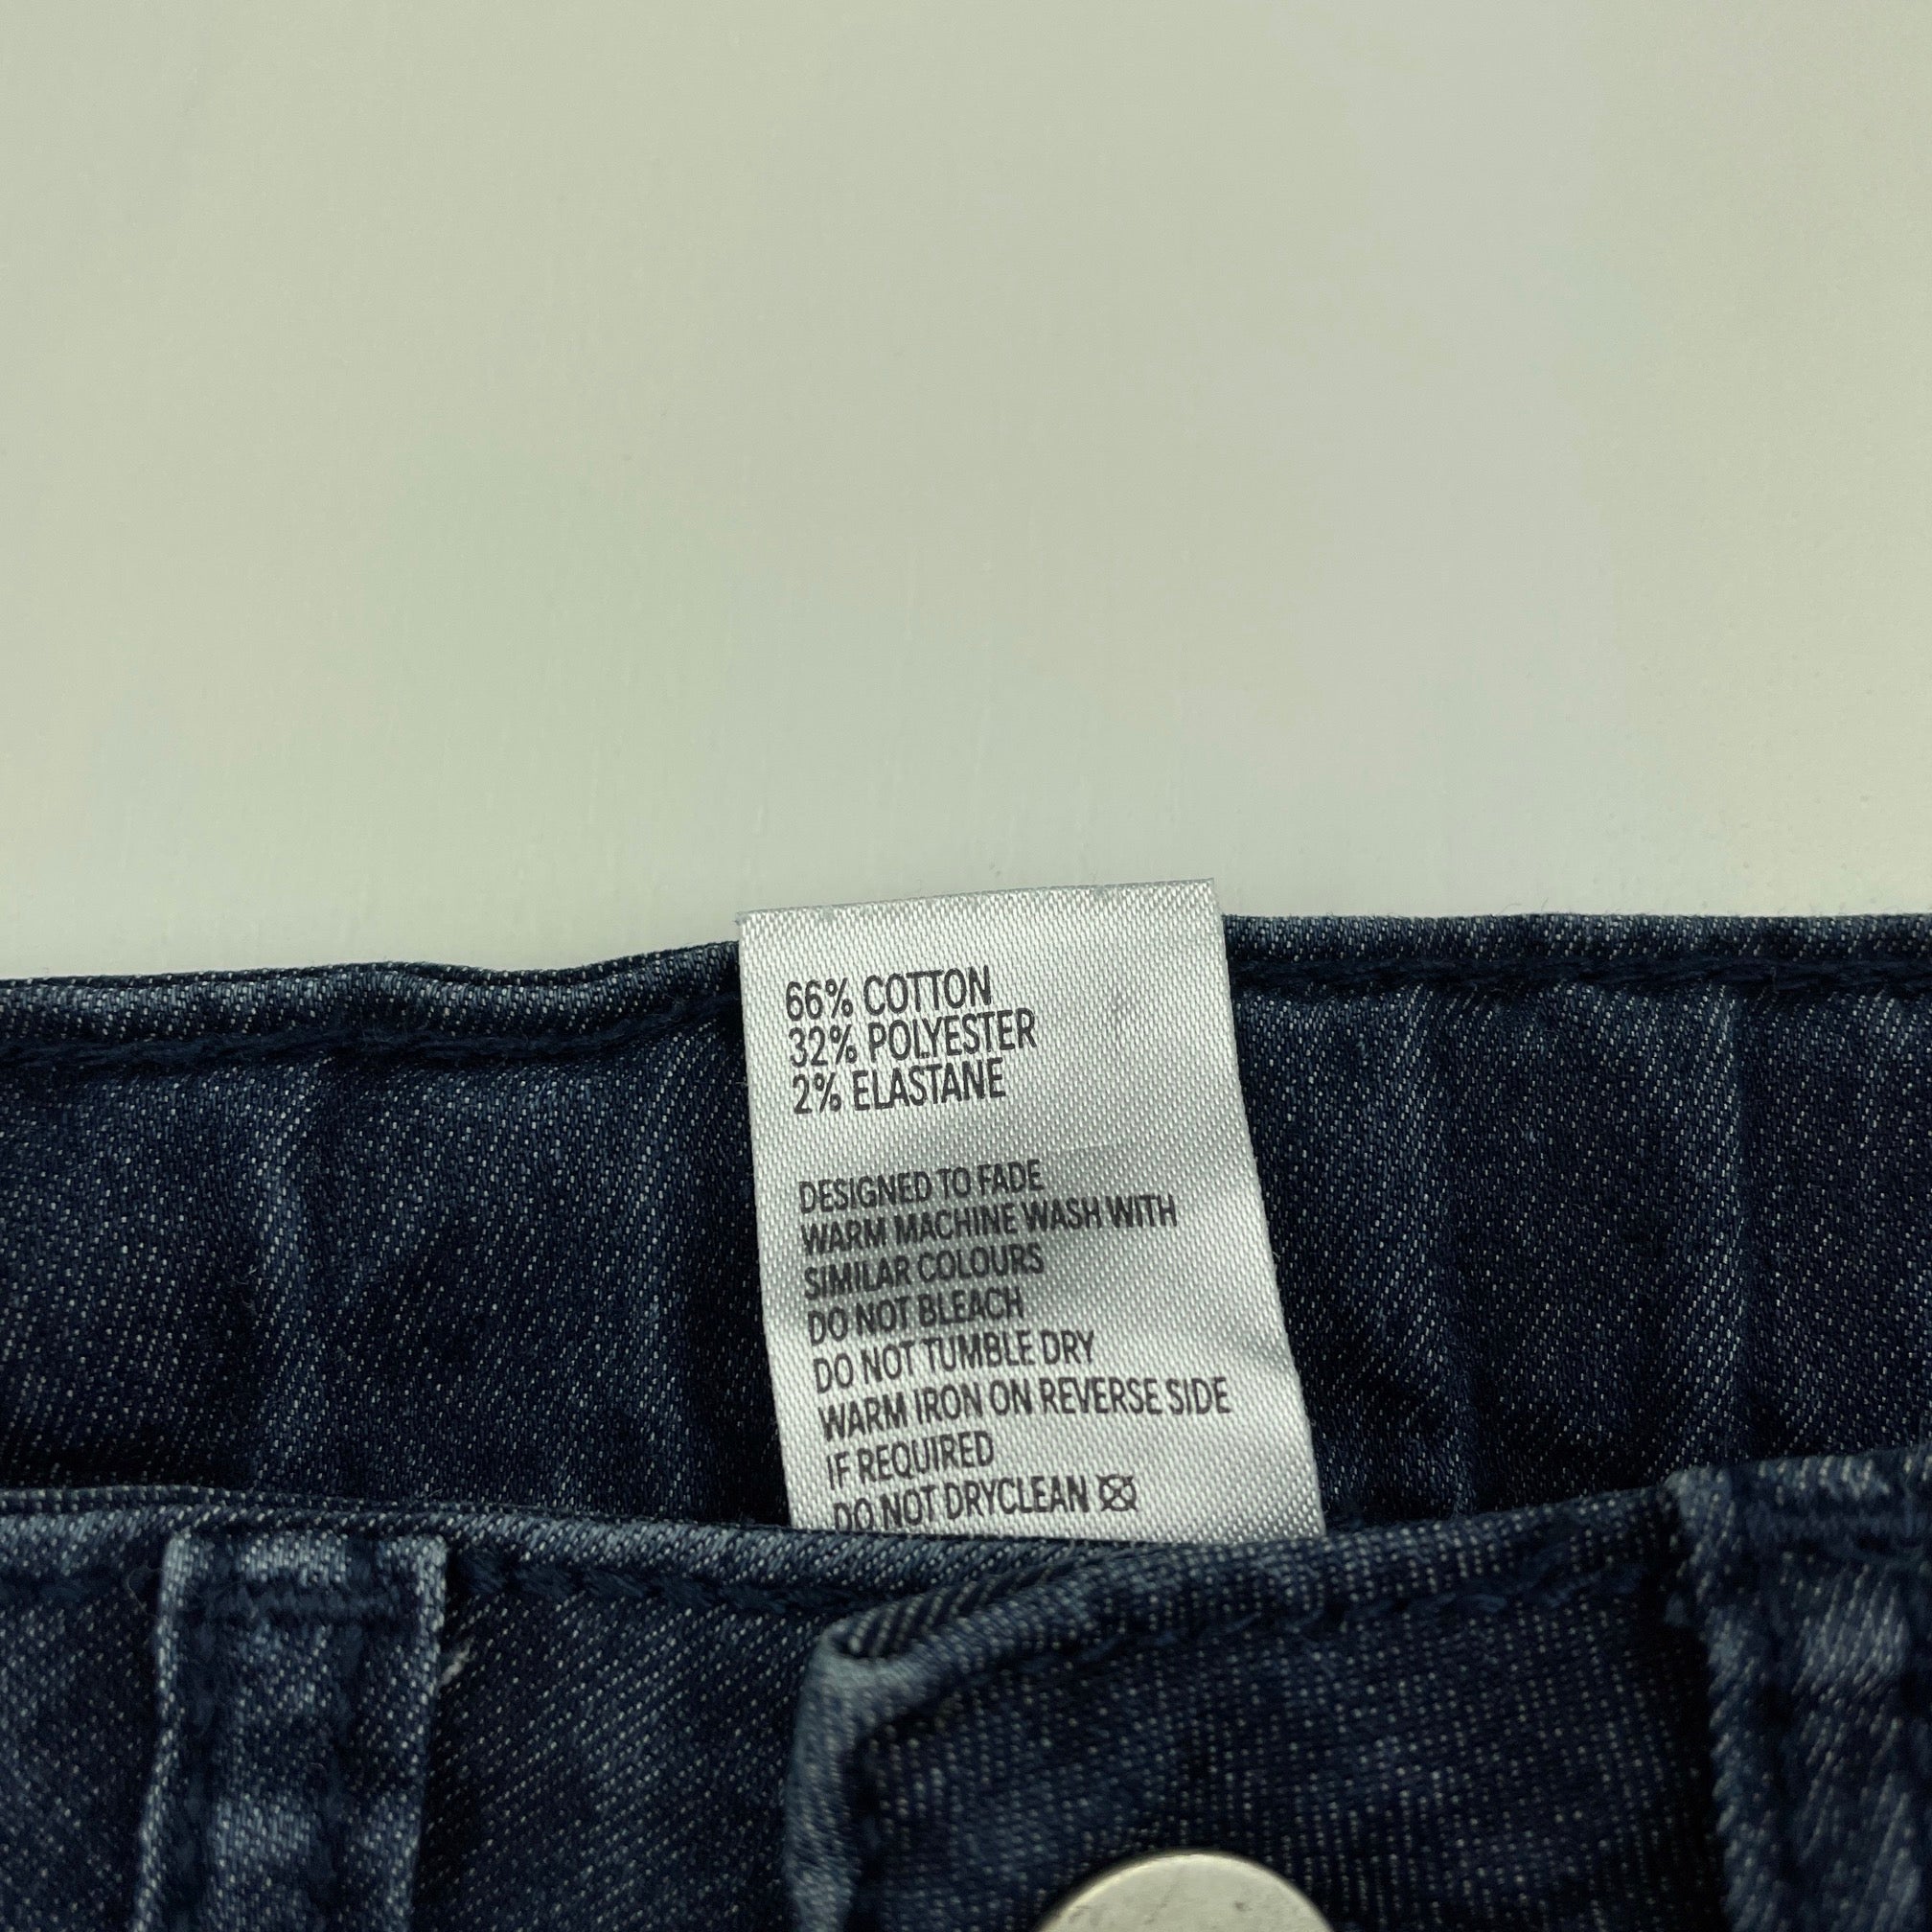 66% COTTON
32% POLYESTER
2% ELASTANE
DESIGNED TO FADE
WARM MACHINE WASH WITH
SIMILAR COLOURS
DO NOT BLEACH
DO NOT TUMBLE DRY
WARM IRON ON REVERSE SIDE
IF REQUIRED
DO NOT DRYCLEAN